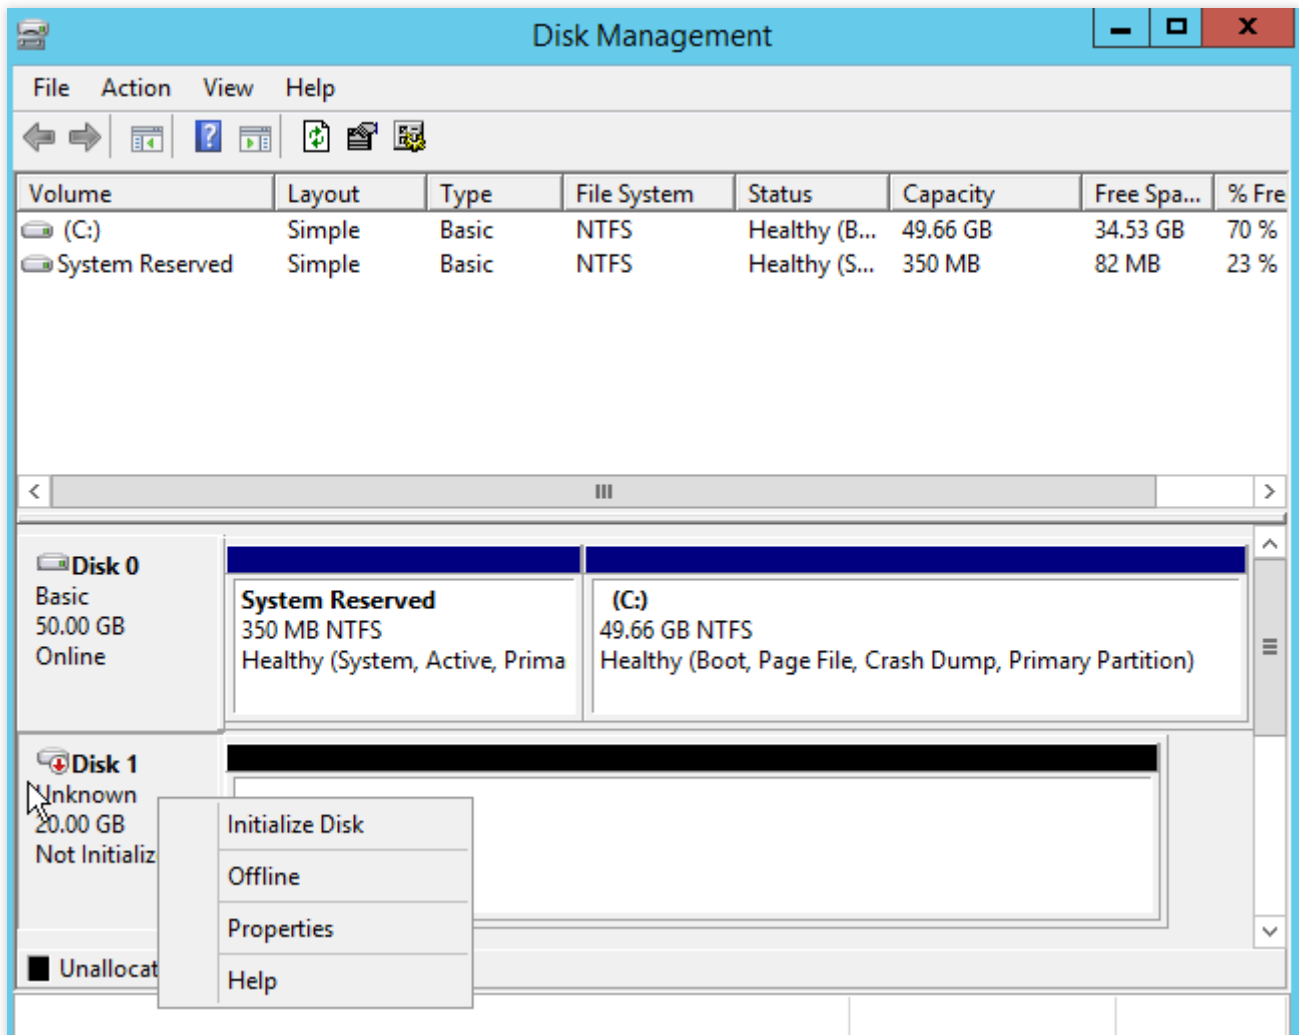 Disk Management
File Action View Help
Volume Layout Type File System Status Capacity Free Spa... % Fre
(C:) Simple Basic NTFS Healthy (B... 49.66 GB 34.53 GB 70 %
System Reserved Simple Basic NTFS Healthy (S... 350 MB 82 MB 23 %
Disk 0
Basic
50.00 GB
Online
System Reserved
350 MB NTFS
Healthy (System, Active, Prima
(C:)
49.66 GB NTFS
Healthy (Boot, Page File, Crash Dump, Primary Partition)
Disk 1
Unknown
20.00 GB
Not Initializ
Initialize Disk
Offline
Properties
Help
Unallocat